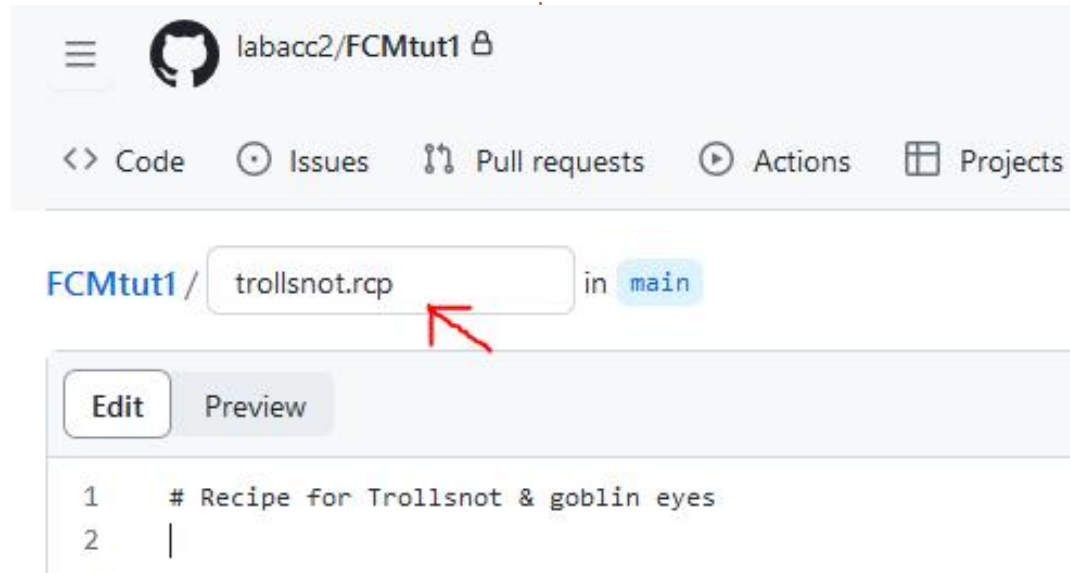 labacc2/FCMtut1
<> Code Issues Pull requests Actions Projects
FCMtut1 / trollsnot.rcp in main
Edit Preview
1 # Recipe for Trollsnot & goblin eyes
2